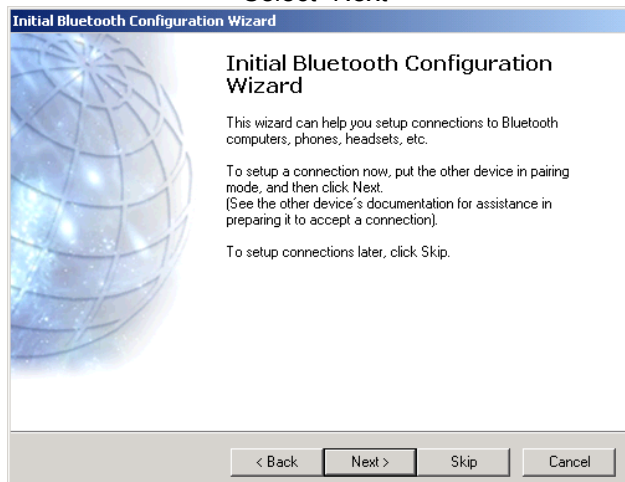 Select "Next"
Initial Bluetooth Configuration Wizard
Initial Bluetooth Configuration
Wizard
This wizard can help you setup connections to Bluetooth
computers, phones, headsets, etc.
To setup a connection now, put the other device in pairing
mode, and then click Next.
(See the other device´s documentation for assistance in
preparing it to accept a connection).
To setup connections later, click Skip.
< Back Next > Skip Cancel